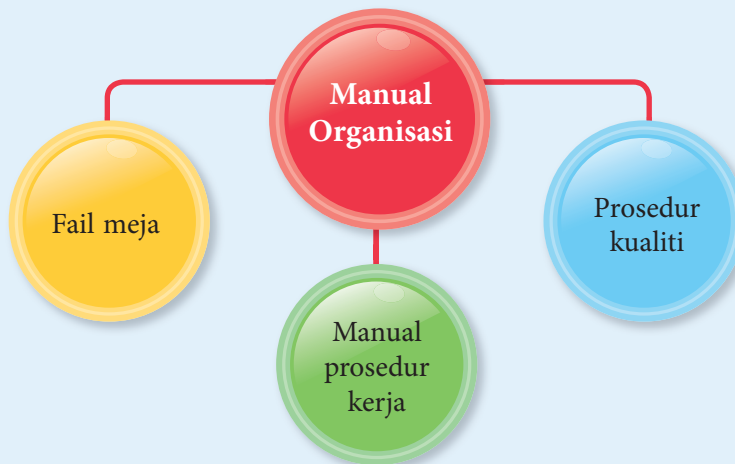 Manual
Organisasi
Fail meja
Prosedur
kualiti
Manual
prosedur
kerja